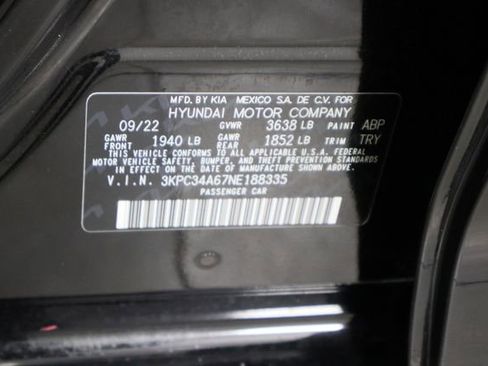 MFD. BY KIA MEXICO S.A. DE C.V. FOR
HYUNDAI MOTOR COMPANY
09/22 GVWR 3638 LB PAINT ABP
GAWR FRONT 1940 LB GAWR REAR 1852 LB TRIM TRY
THIS VEHICLE CONFORMS TO ALL APPLICABLE U.S.A. FEDERAL
MOTOR VEHICLE SAFETY, BUMPER, AND THEFT PREVENTION STANDARDS
IN EFFECT ON THE DATE OF MANUFACTURE SHOWN ABOVE.
V.I.N. 3KPC34A67NE188335
PASSENGER CAR